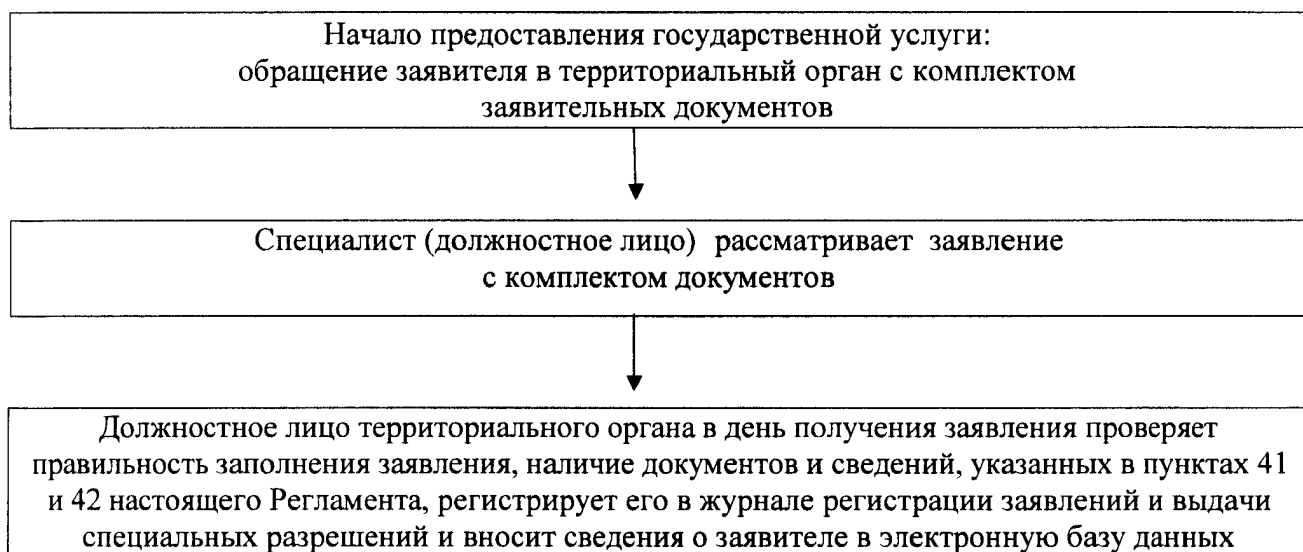 Начало предоставления государственной услуги:
обращение заявителя в территориальный орган с комплектом
заявительных документов
Специалист (должностное лицо) рассматривает заявление
с комплектом документов
Должностное лицо территориального органа в день получения заявления проверяет
правильность заполнения заявления, наличие документов и сведений, указанных в пунктах 41
и 42 настоящего Регламента, регистрирует его в журнале регистрации заявлений и выдачи
специальных разрешений и вносит сведения о заявителе в электронную базу данных